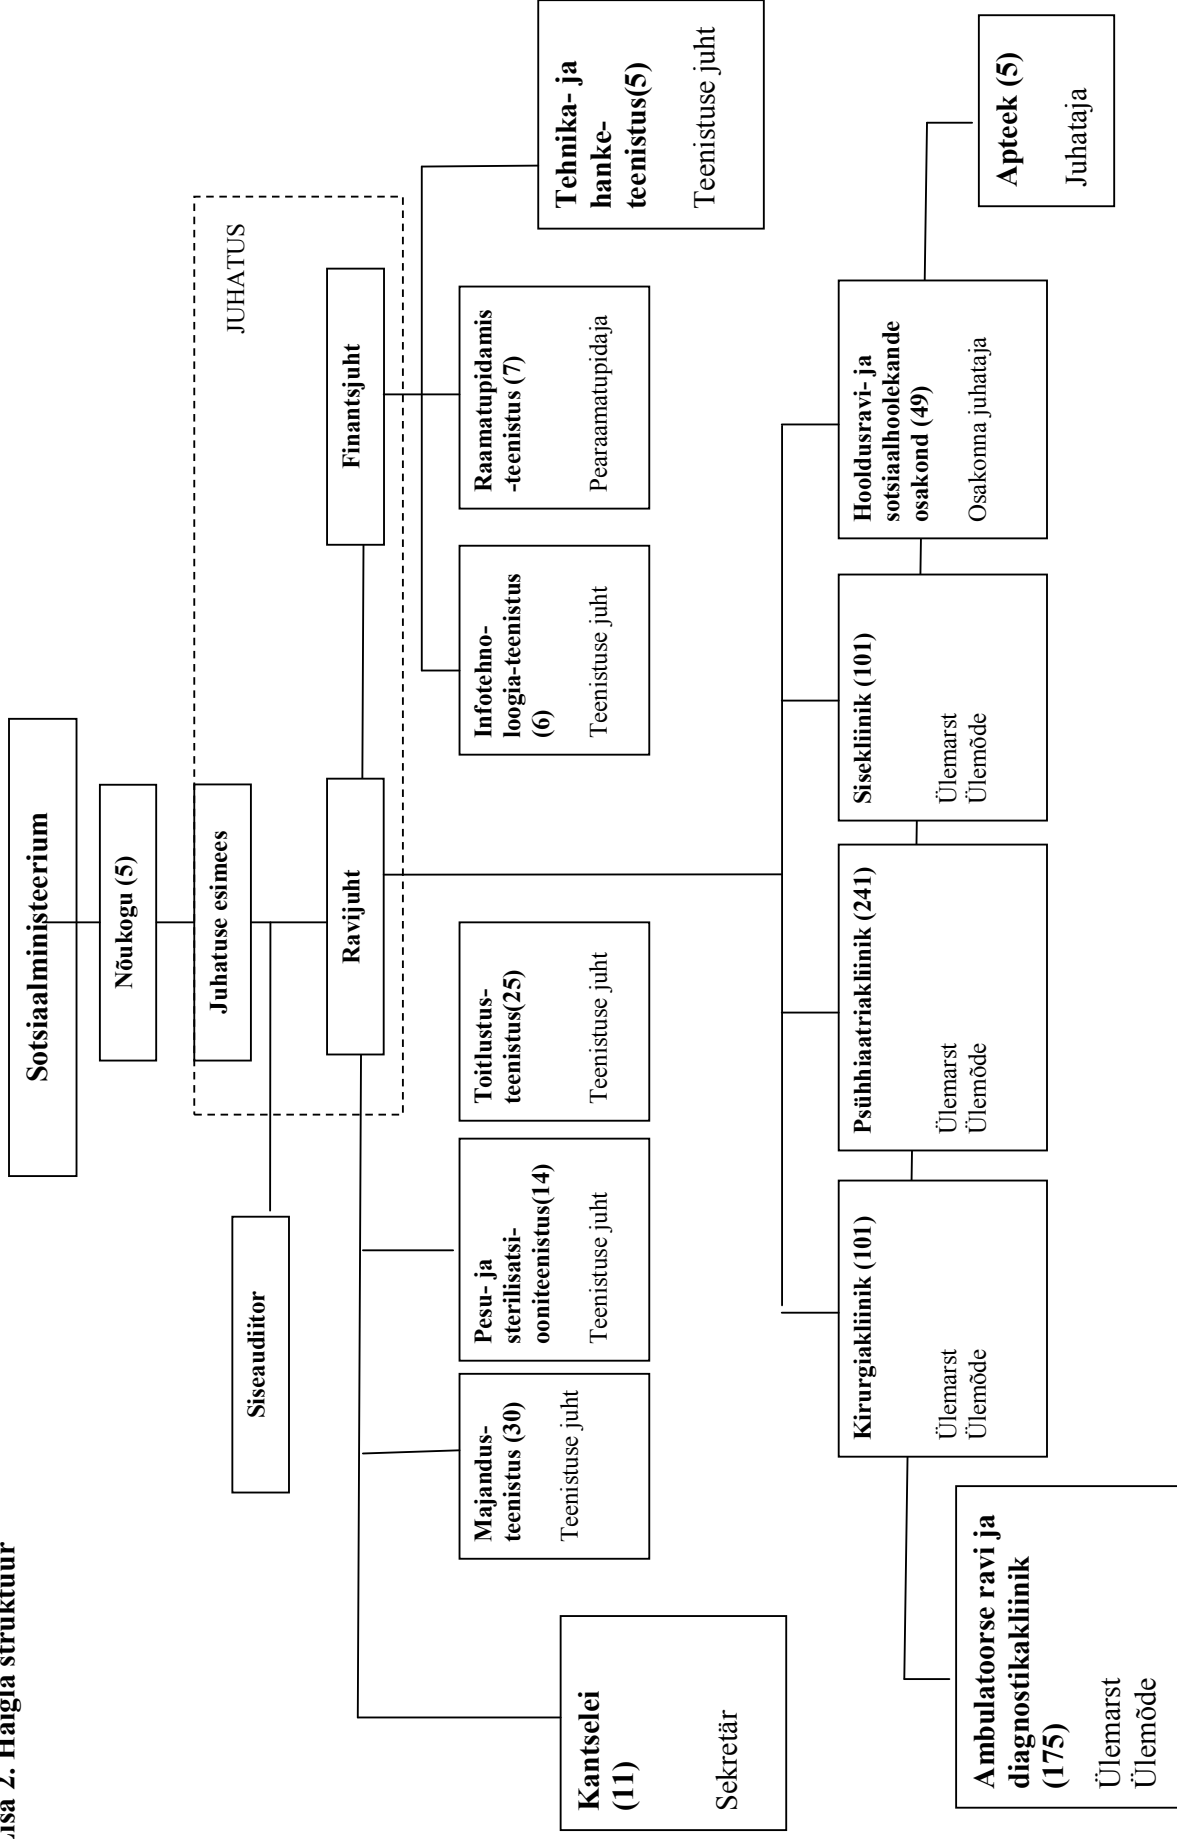 Lisa 2. Haigla struktuur
Sotsiaalministeerium
Nõukogu (5)
JUHATUS
Juhatuse esimees
Siseaudiitor
Ravijuht
Finantsjuht
Kantselei
(11)
Sekretär
Majandus-
teenistus (30)
Teenistuse juht
Pesu- ja
sterilisatsi-
ooniteenistus(14)
Teenistuse juht
Toitlustus-
teenistus(25)
Teenistuse juht
Infotehno-
loogia-teenistus
(6)
Teenistuse juht
Raamatupidamis
-teenistus (7)
Pearaamatupidaja
Tehnika- ja
hanke-
teenistus(5)
Teenistuse juht
Ambulatoorse ravi ja
diagnostikakliinik
(175)
Ülemarst
Ülemõde
Kirurgiakliinik (101)
Ülemarst
Ülemõde
Psühhiaatriakliinik (241)
Ülemarst
Ülemõde
Sisekliinik (101)
Ülemarst
Ülemõde
Hooldusravi- ja
sotsiaalhoolekande
osakond (49)
Osakonna juhataja
Apteek (5)
Juhataja